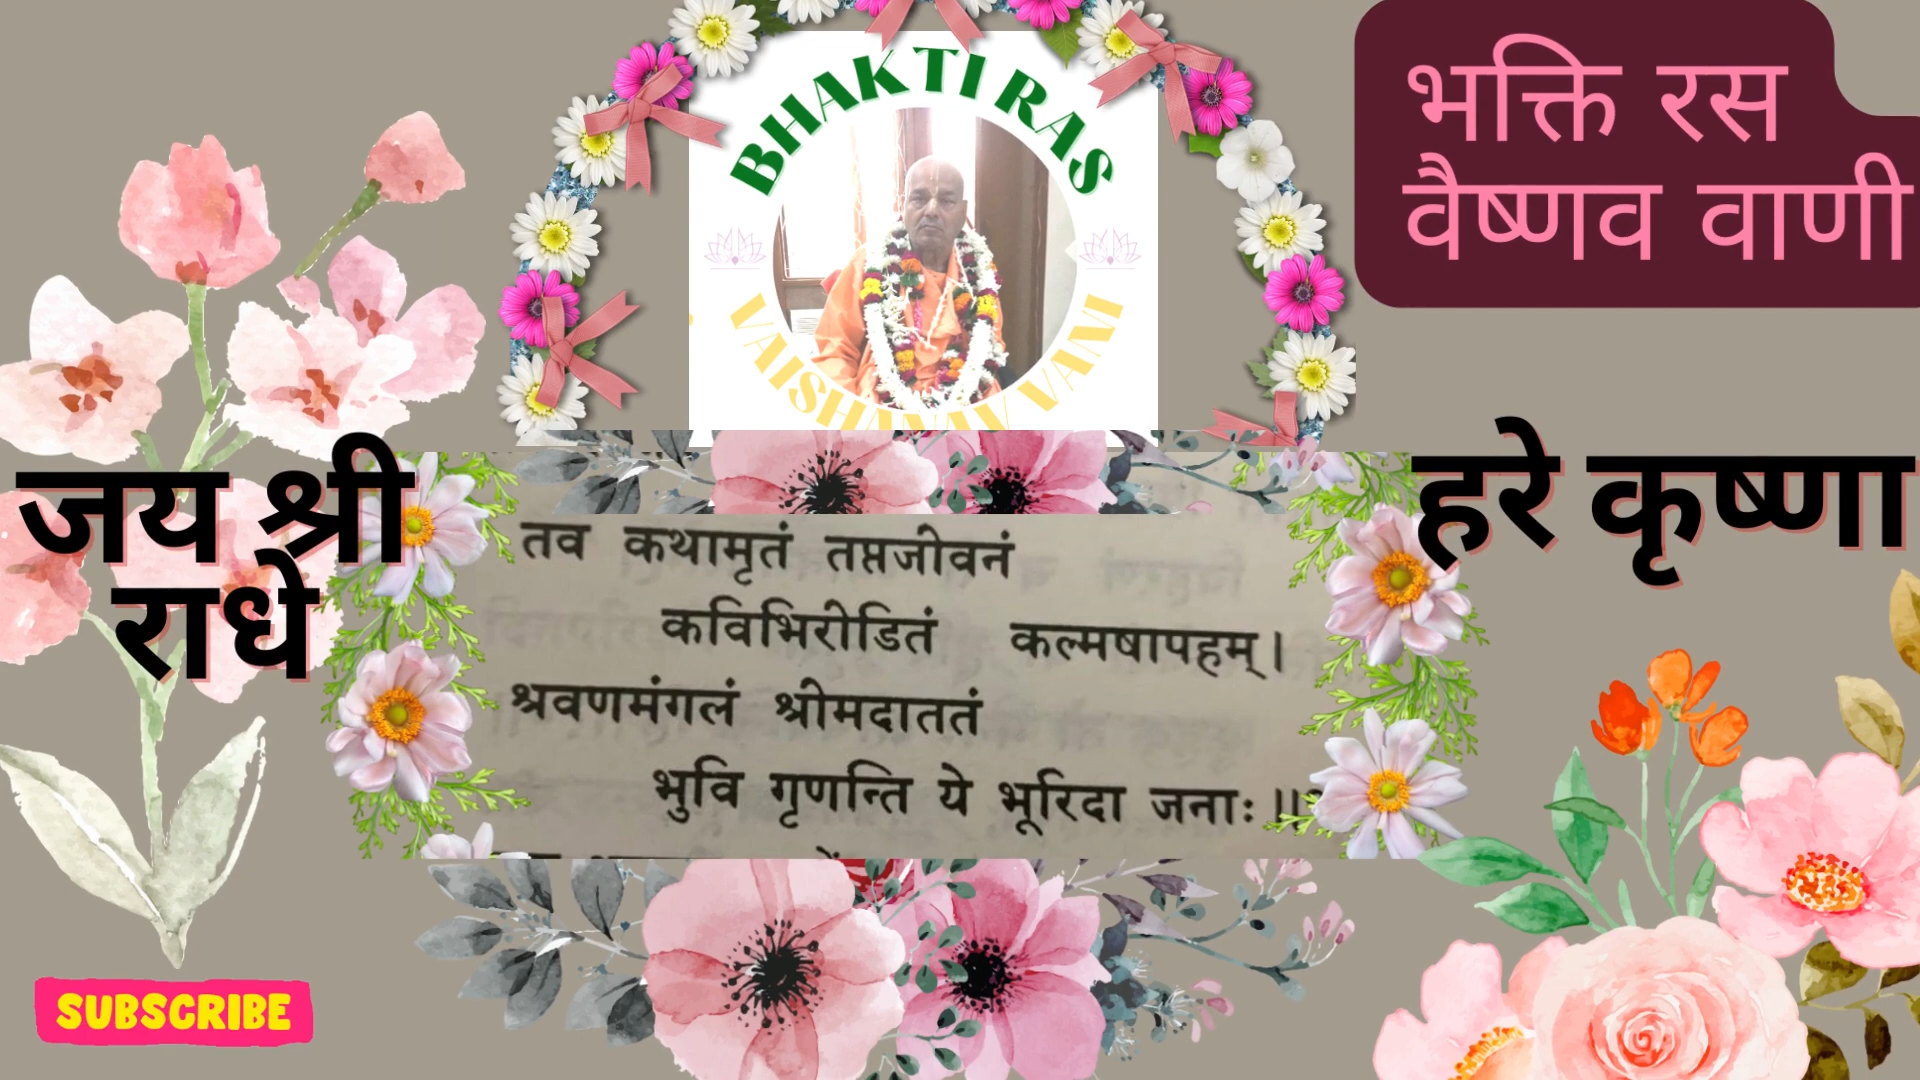 BHAKTI RAS
VAISHANAV VANI
भक्ति रस
वैष्णव वाणी
जय श्री
राधे
हरे कृष्णा
तव कथामृतं तप्तजीवनं
कविभिरीडितं कल्मषापहम्।
श्रवणमंगलं श्रीमदाततं
भुवि गृणन्ति ये भूरिदा जनाः॥
SUBSCRIBE